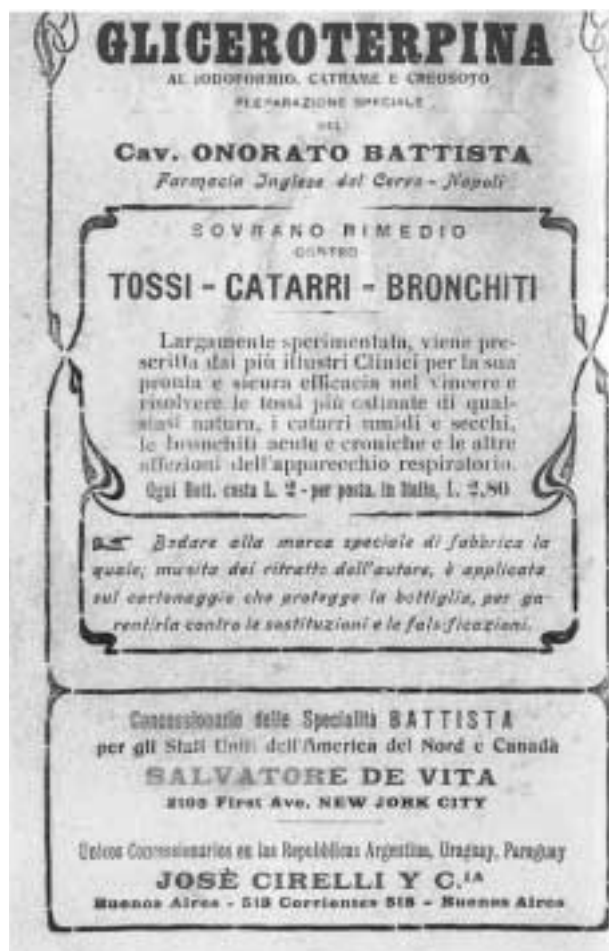 GLICEROTERPINA
AL IODOFORMIO, CATRAME E CREOSOTO
PREPARAZIONE SPECIALE
DEL
Cav. ONORATO BATTISTA
Farmacia Inglese del Cervo - Napoli
SOVRANO RIMEDIO
CONTRO
TOSSI - CATARRI - BRONCHITI
Largamente sperimentata, viene pre-
scritta dai più illustri Clinici per la sua
pronta e sicura efficacia nel vincere e
risolvere le tossi più ostinate di qual-
siasi natura, i catarri umidi e secchi,
le bronchiti acute e croniche e le altre
affezioni dell'apparecchio respiratorio.
Ogni Bott. costa L. 2 - per posta, in Italia, L. 2,80
Badare alla marca speciale di fabbrica la
quale, munita del ritratto dell'autore, è applicata
sul cartonaggio che protegge la bottiglia, per ga-
rentirla contro le sostituzioni e le falsificazioni.
Concessionario delle Specialità BATTISTA
per gli Stati Uniti dell'America del Nord e Canadà
SALVATORE DE VITA
First Ave. NEW JORK CITY
Unicos Concessionarios en las Repubblicas Argentina, Uraguay, Paraguay
JOSÈ CIRELLI Y C.IA
Buenos Aires - 513 Corrientes - Buenos Aires